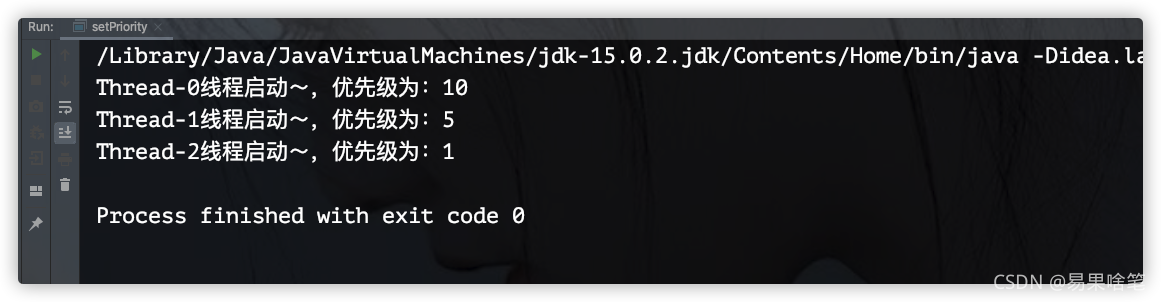 Run: setPriority
/Library/Java/JavaVirtualMachines/jdk-15.0.2.jdk/Contents/Home/bin/java -Didea.la
Thread-0线程启动～，优先级为：10
Thread-1线程启动～，优先级为：5
Thread-2线程启动～，优先级为：1
Process finished with exit code 0
CSDN @易果啥笔